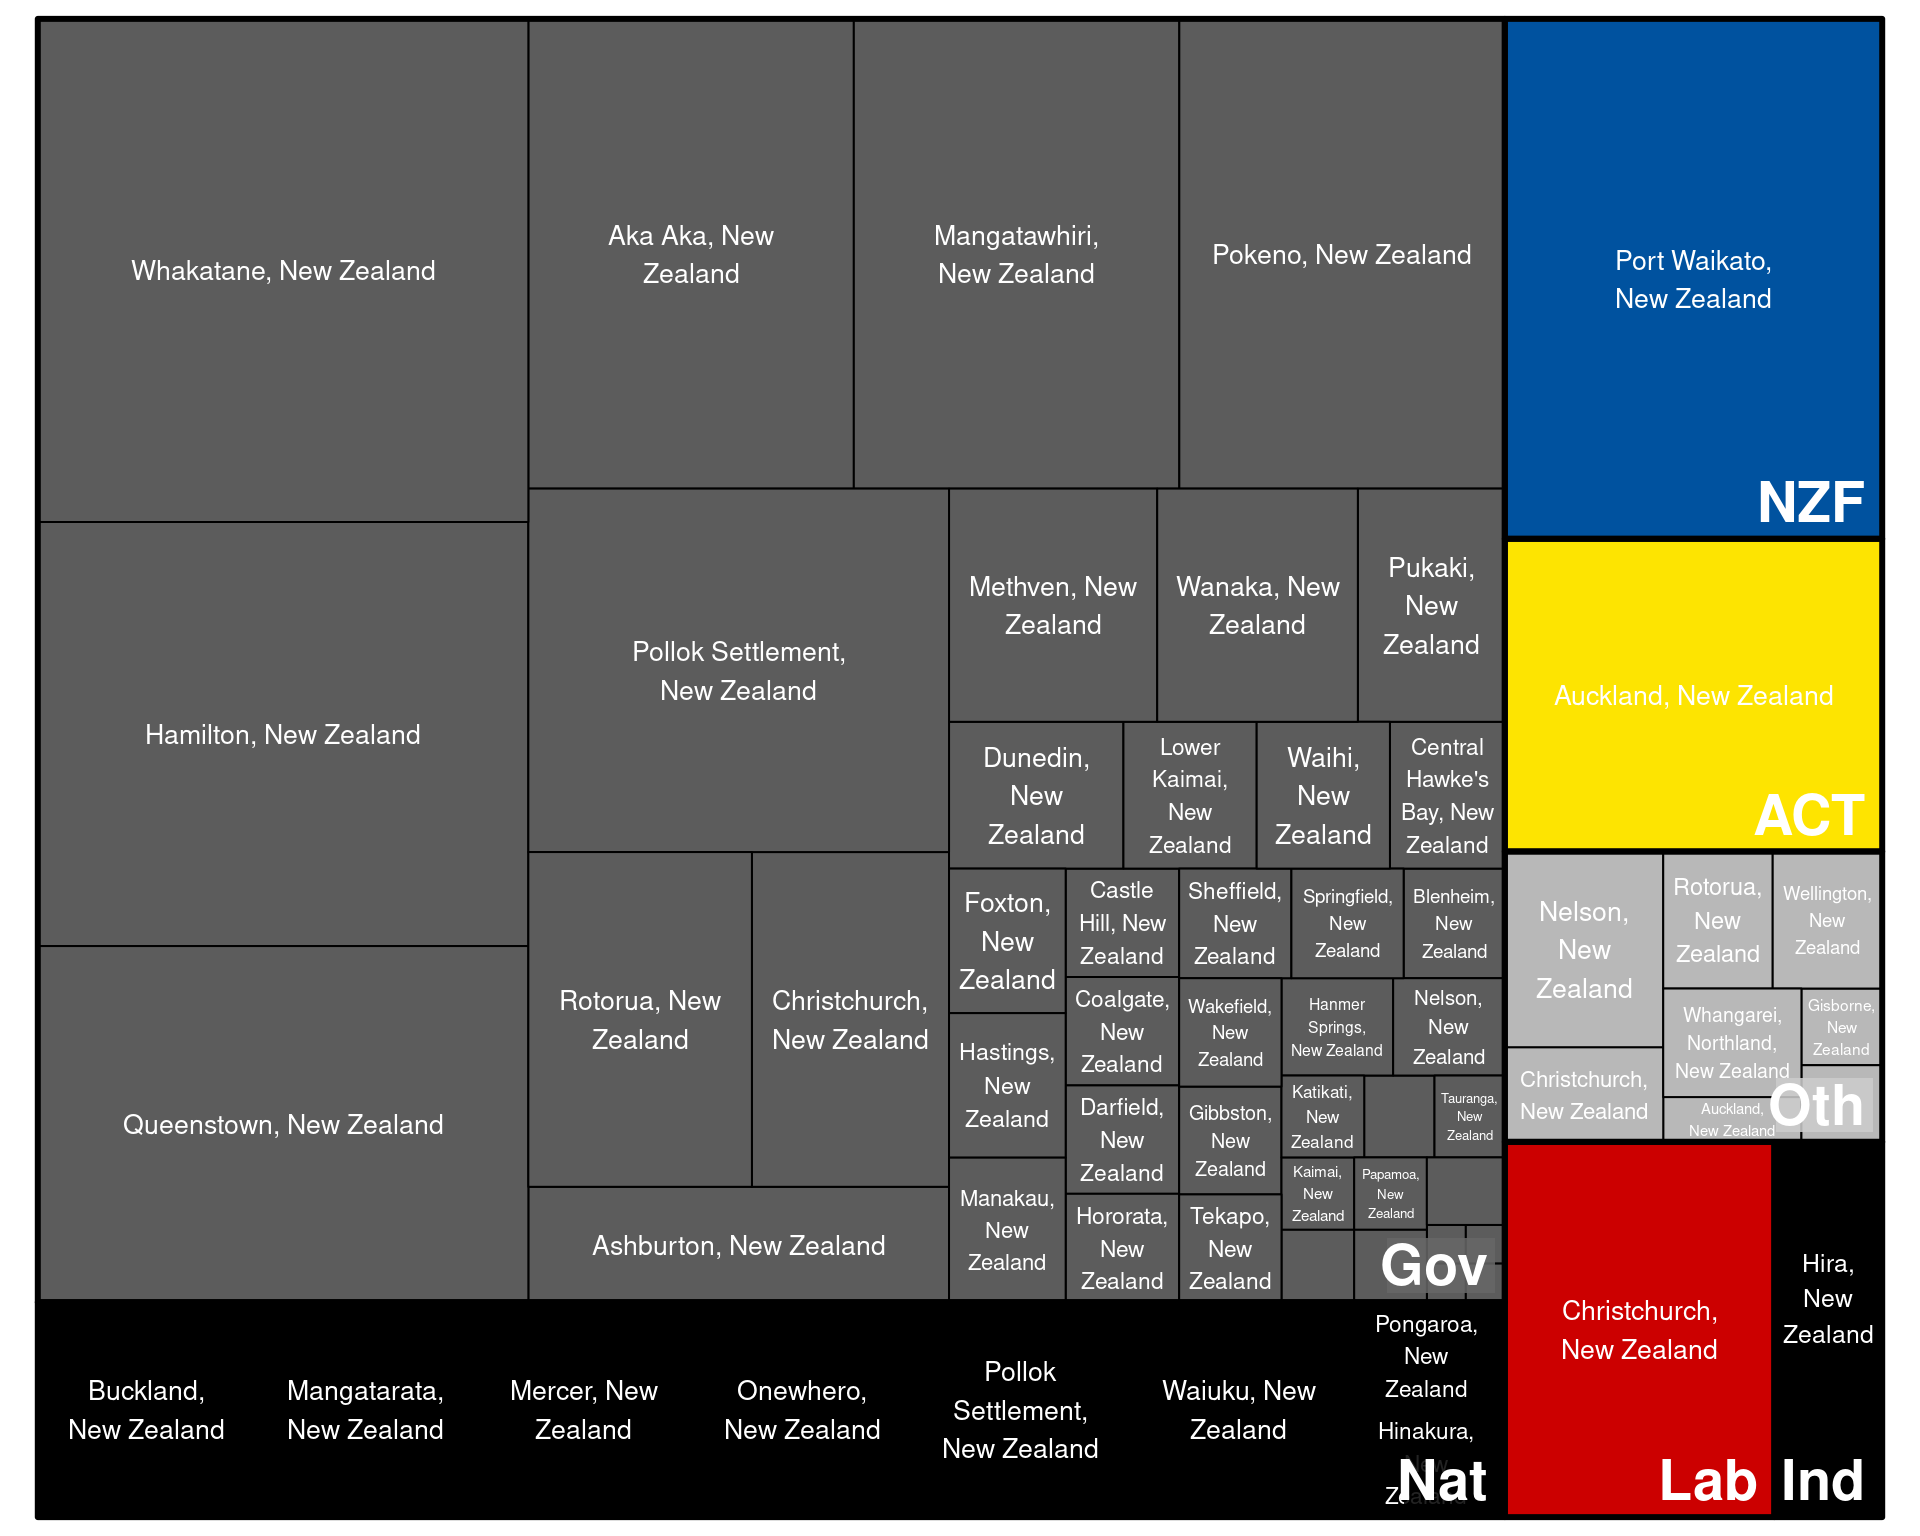 Whakatane, New Zealand
Aka Aka, New
Zealand
Mangatawhiri,
New Zealand
Pokeno, New Zealand
Port Waikato,
New Zealand
NZF
Hamilton, New Zealand
Pollok Settlement,
New Zealand
Methven, New
Zealand
Wanaka, New
Zealand
Pukaki,
New
Zealand
Auckland, New Zealand
ACT
Dunedin,
New
Zealand
Lower
Kaimai,
New
Zealand
Waihi,
New
Zealand
Central
Hawke's
Bay, New
Zealand
Queenstown, New Zealand
Rotorua, New
Zealand
Christchurch,
New Zealand
Ashburton, New Zealand
Foxton,
New
Zealand
Hastings,
New
Zealand
Manakau,
New
Zealand
Castle
Hill, New
Zealand
Coalgate,
New
Zealand
Darfield,
New
Zealand
Hororata,
New
Zealand
Sheffield,
New
Zealand
Springfield,
New
Zealand
Blenheim,
New
Zealand
Wakefield,
New
Zealand
Hanmer
Springs,
New Zealand
Nelson,
New
Zealand
Gibbston,
New
Zealand
Katikati,
New
Zealand
Tauranga,
New
Zealand
Tekapo,
New
Zealand
Kaimai,
New
Zealand
Papamoa,
New
Zealand
Gov
Nelson,
New
Zealand
Rotorua,
New
Zealand
Wellington,
New
Zealand
Christchurch,
New Zealand
Whangarei,
Northland,
New Zealand
Gisborne,
New
Zealand
Auckland,
New Zealand
Oth
Buckland,
New Zealand
Mangatarata,
New Zealand
Mercer, New
Zealand
Onewhero,
New Zealand
Pollok
Settlement,
New Zealand
Waiuku, New
Zealand
Pongaroa,
New
Zealand
Hinakura,
New
Zealand
Nat
Christchurch,
New Zealand
Lab
Hira,
New
Zealand
Ind